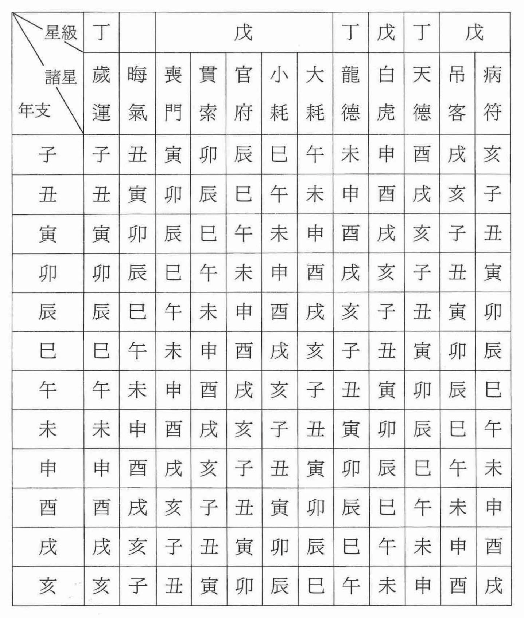 星級 丁 戊 丁 戊 丁 戊
諸星 歲運 晦氣 喪門 貫索 官府 小耗 大耗 龍德 白虎 天德 吊客 病符
年支
子 子 丑 寅 卯 辰 巳 午 未 申 酉 戌 亥
丑 丑 寅 卯 辰 巳 午 未 申 酉 戌 亥 子
寅 寅 卯 辰 巳 午 未 申 酉 戌 亥 子 丑
卯 卯 辰 巳 午 未 申 酉 戌 亥 子 丑 寅
辰 辰 巳 午 未 申 酉 戌 亥 子 丑 寅 卯
巳 巳 午 未 申 酉 戌 亥 子 丑 寅 卯 辰
午 午 未 申 酉 戌 亥 子 丑 寅 卯 辰 巳
未 未 申 酉 戌 亥 子 丑 寅 卯 辰 巳 午
申 申 酉 戌 亥 子 丑 寅 卯 辰 巳 午 未
酉 酉 戌 亥 子 丑 寅 卯 辰 巳 午 未 申
戌 戌 亥 子 丑 寅 卯 辰 巳 午 未 申 酉
亥 亥 子 丑 寅 卯 辰 巳 午 未 申 酉 戌